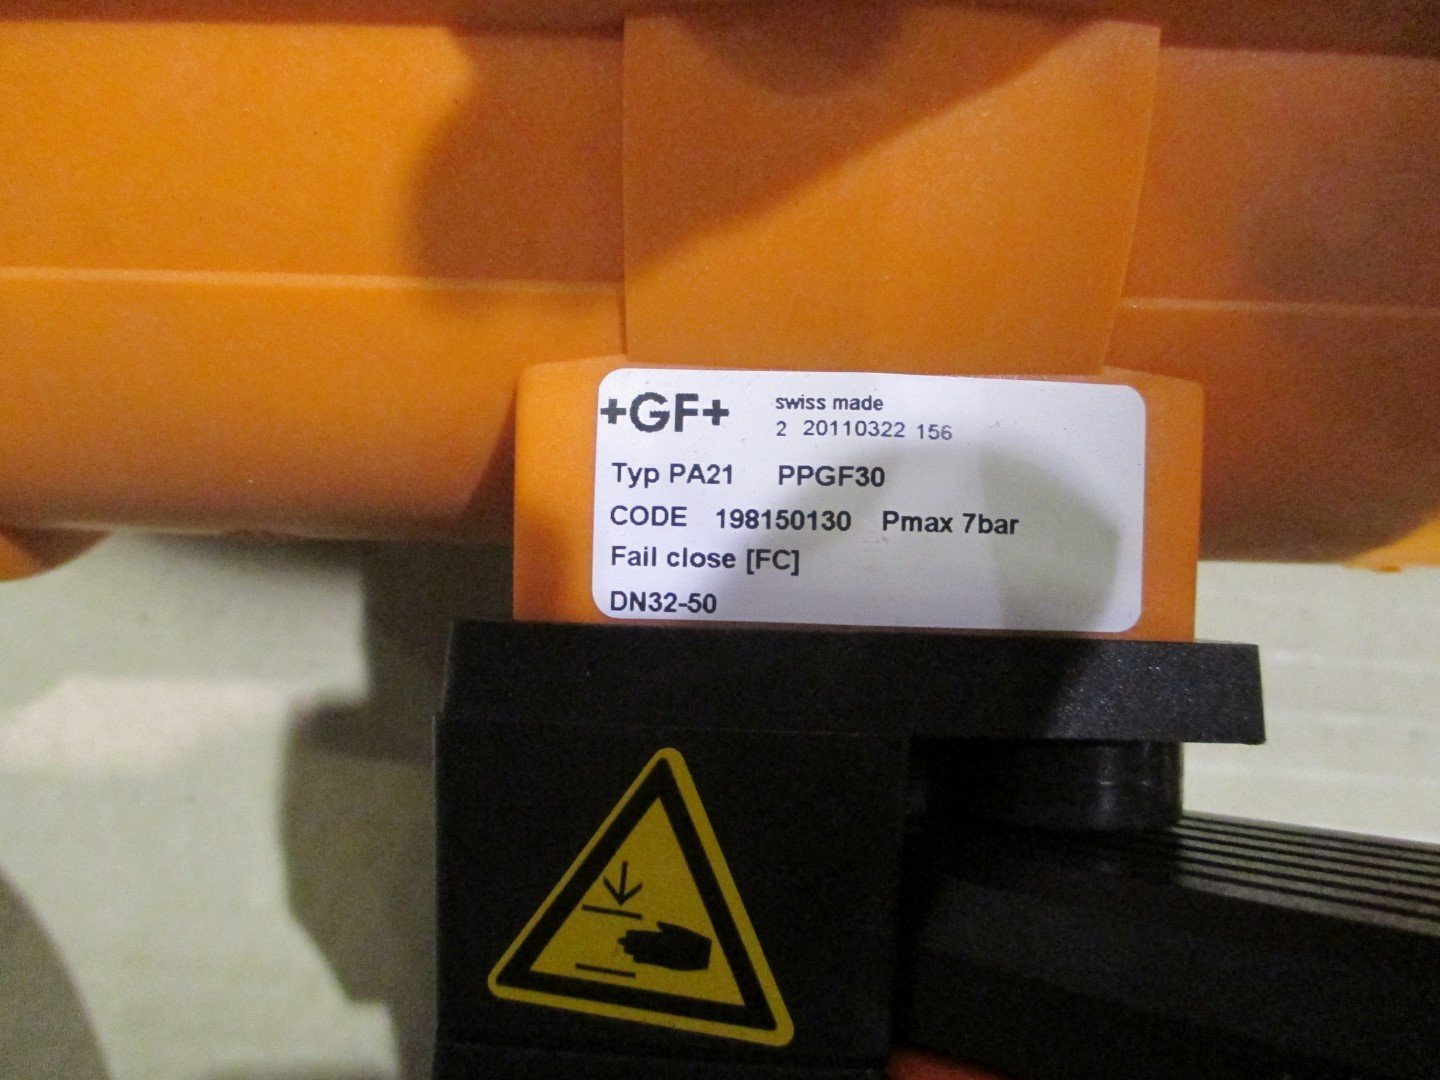 +GF+
swiss made
2 20110322 156
Typ PA21 PPGF30
CODE 198150130 Pmax 7bar
Fail close [FC]
DN32-50